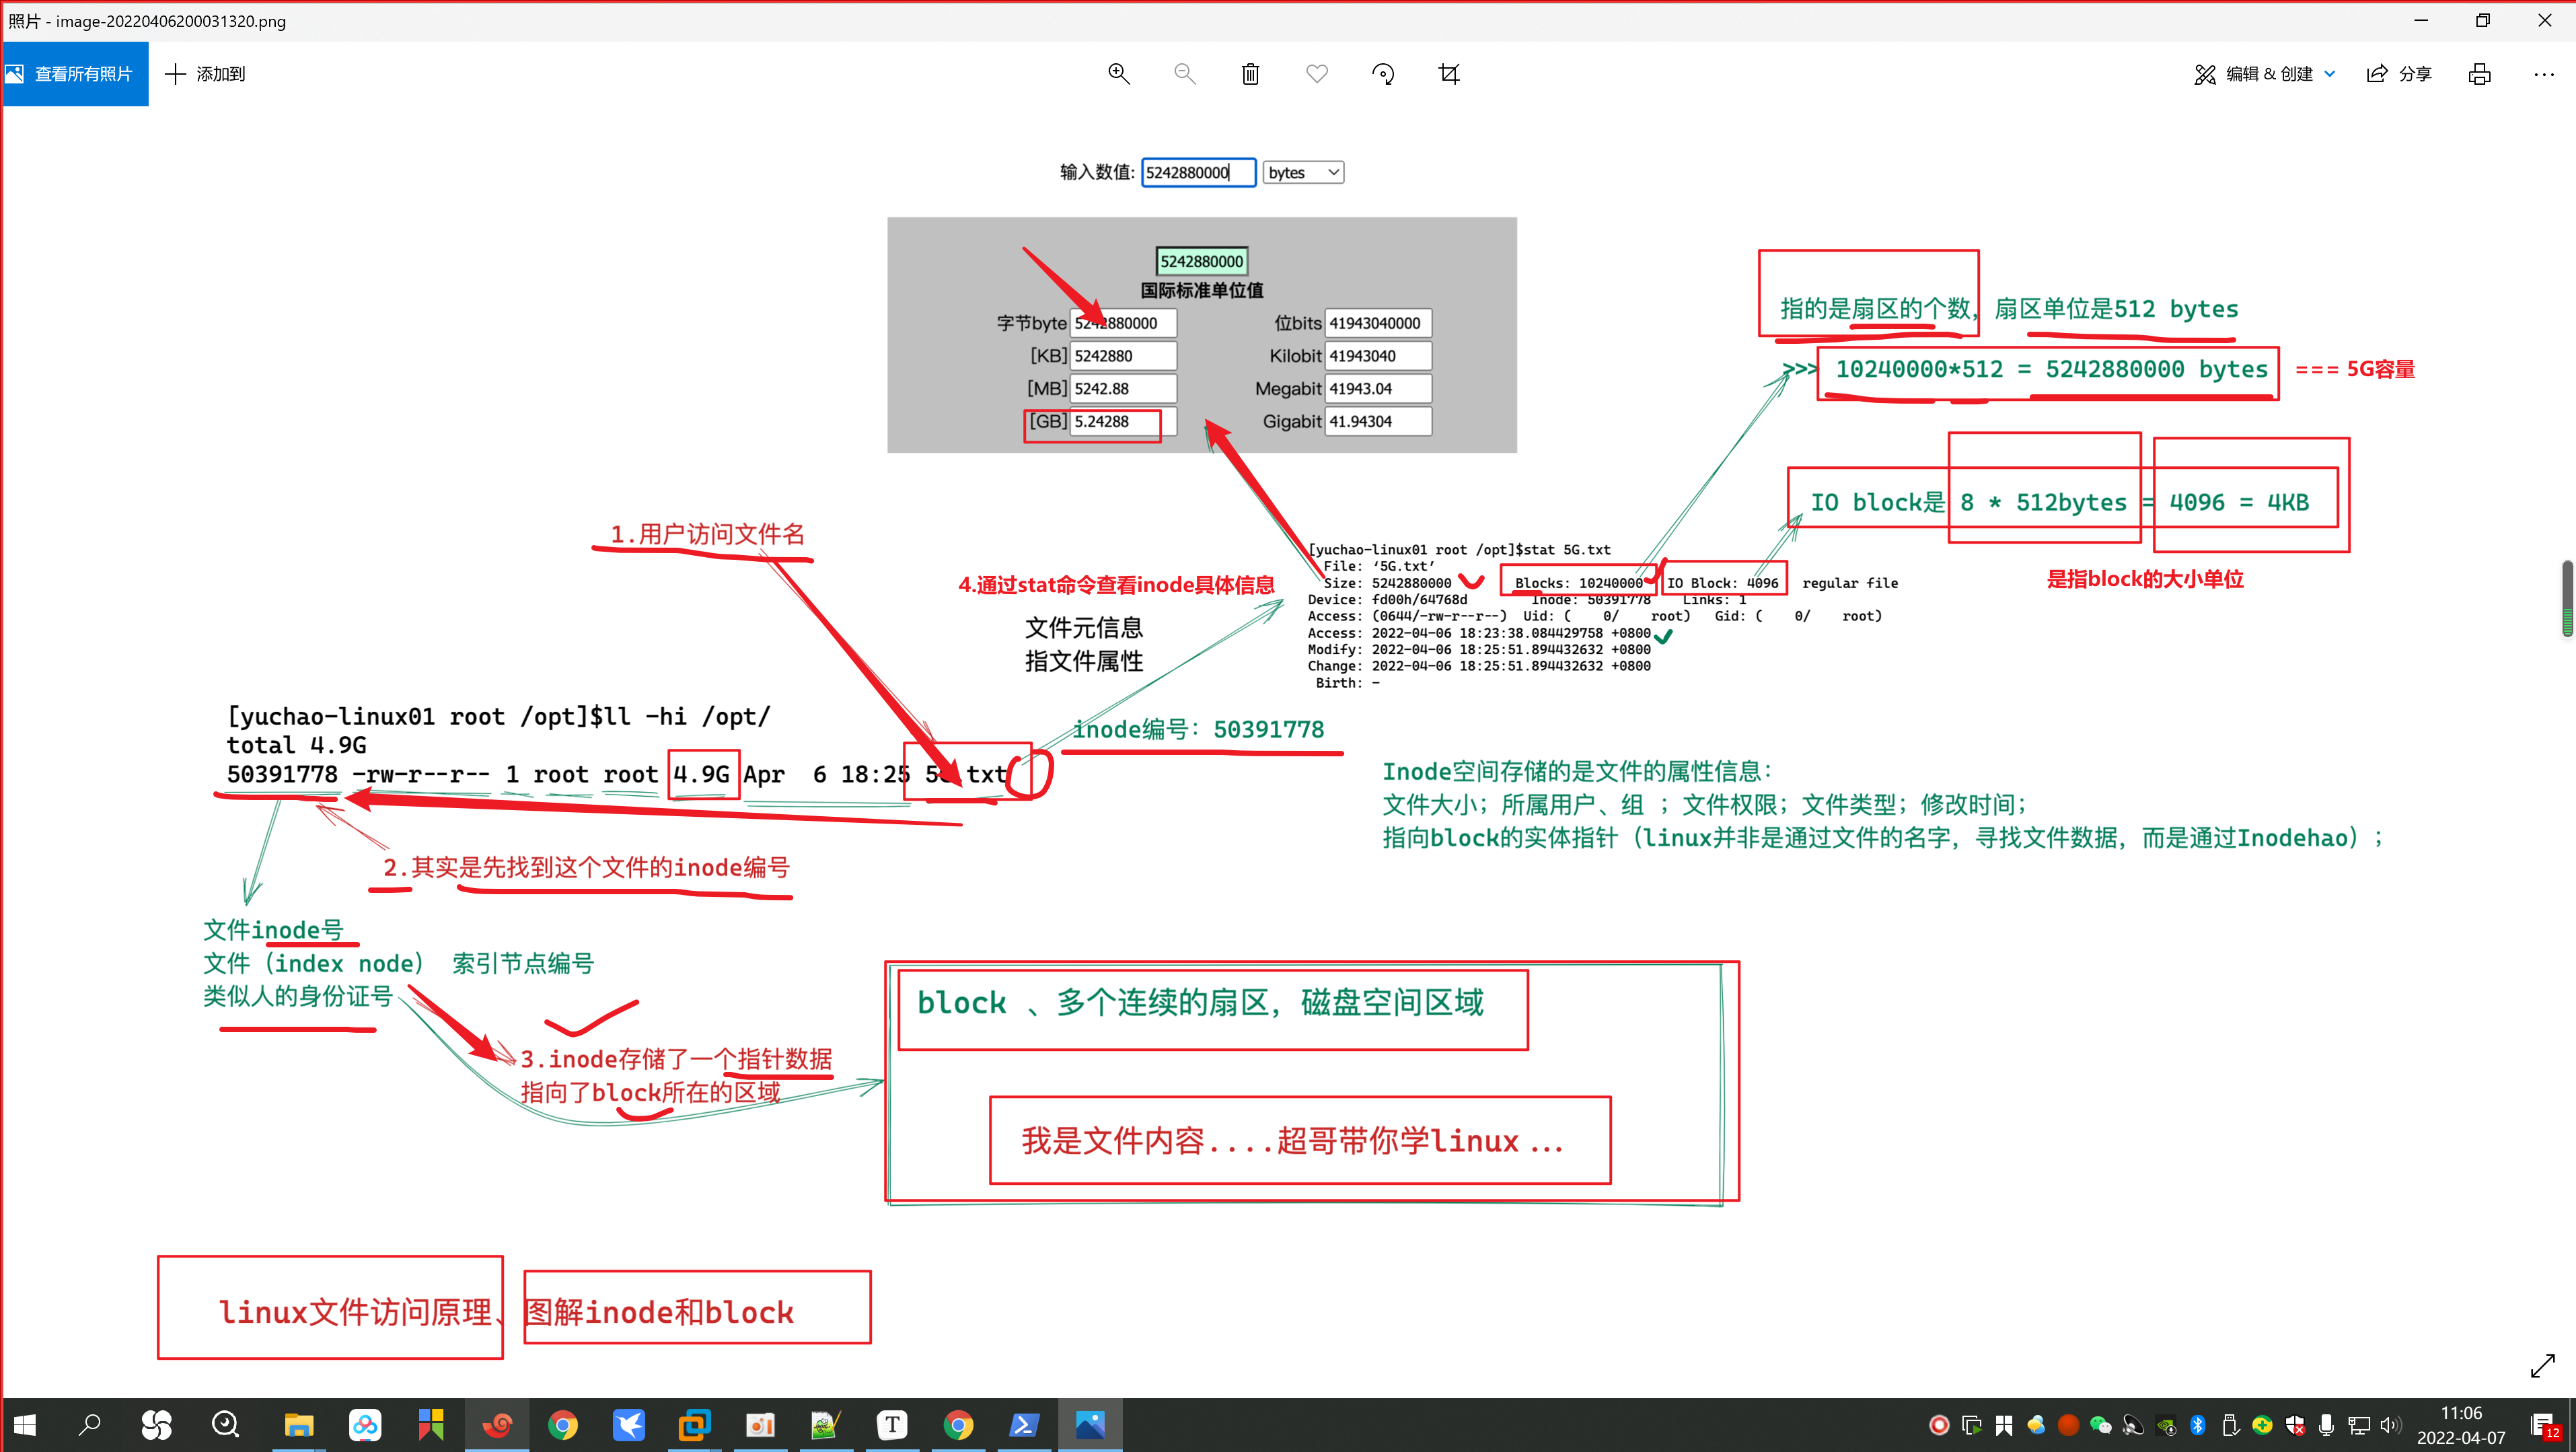 照片 - image-20220406200031320.png
查看所有照片
添加到
编辑 & 创建
分享
输入数值: 5242880000 bytes
5242880000
国际标准单位值
字节byte 5242880000 位bits 41943040000
[KB] 5242880 Kilobit 41943040
[MB] 5242.88 Megabit 41943.04
[GB] 5.24288 Gigabit 41.94304
指的是扇区的个数，扇区单位是512 bytes
>>> 10240000*512 = 5242880000 bytes === 5G容量
IO block是 8 * 512bytes = 4096 = 4KB
是指block的大小单位
1.用户访问文件名
4.通过stat命令查看inode具体信息
文件元信息
指文件属性
[yuchao-linux01 root /opt]$stat 5G.txt
File: ‘5G.txt’
Size: 5242880000 Blocks: 10240000 IO Block: 4096 regular file
Device: fd00h/64768d Inode: 50391778 Links: 1
Access: (0644/-rw-r--r--) Uid: ( 0/ root) Gid: ( 0/ root)
Access: 2022-04-06 18:23:38.084429758 +0800
Modify: 2022-04-06 18:25:51.894432632 +0800
Change: 2022-04-06 18:25:51.894432632 +0800
Birth: -
[yuchao-linux01 root /opt]$ll -hi /opt/
total 4.9G
50391778 -rw-r--r-- 1 root root 4.9G Apr 6 18:25 5G.txt
inode编号：50391778
Inode空间存储的是文件的属性信息：
文件大小；所属用户、组 ；文件权限；文件类型；修改时间；
指向block的实体指针（linux并非是通过文件的名字，寻找文件数据，而是通过Inodehao）；
2.其实是先找到这个文件的inode编号
文件inode号
文件（index node） 索引节点编号
类似人的身份证号
3.inode存储了一个指针数据
指向了block所在的区域
block 、多个连续的扇区，磁盘空间区域
我是文件内容....超哥带你学linux ...
linux文件访问原理、图解inode和block
11:06
2022-04-07
12